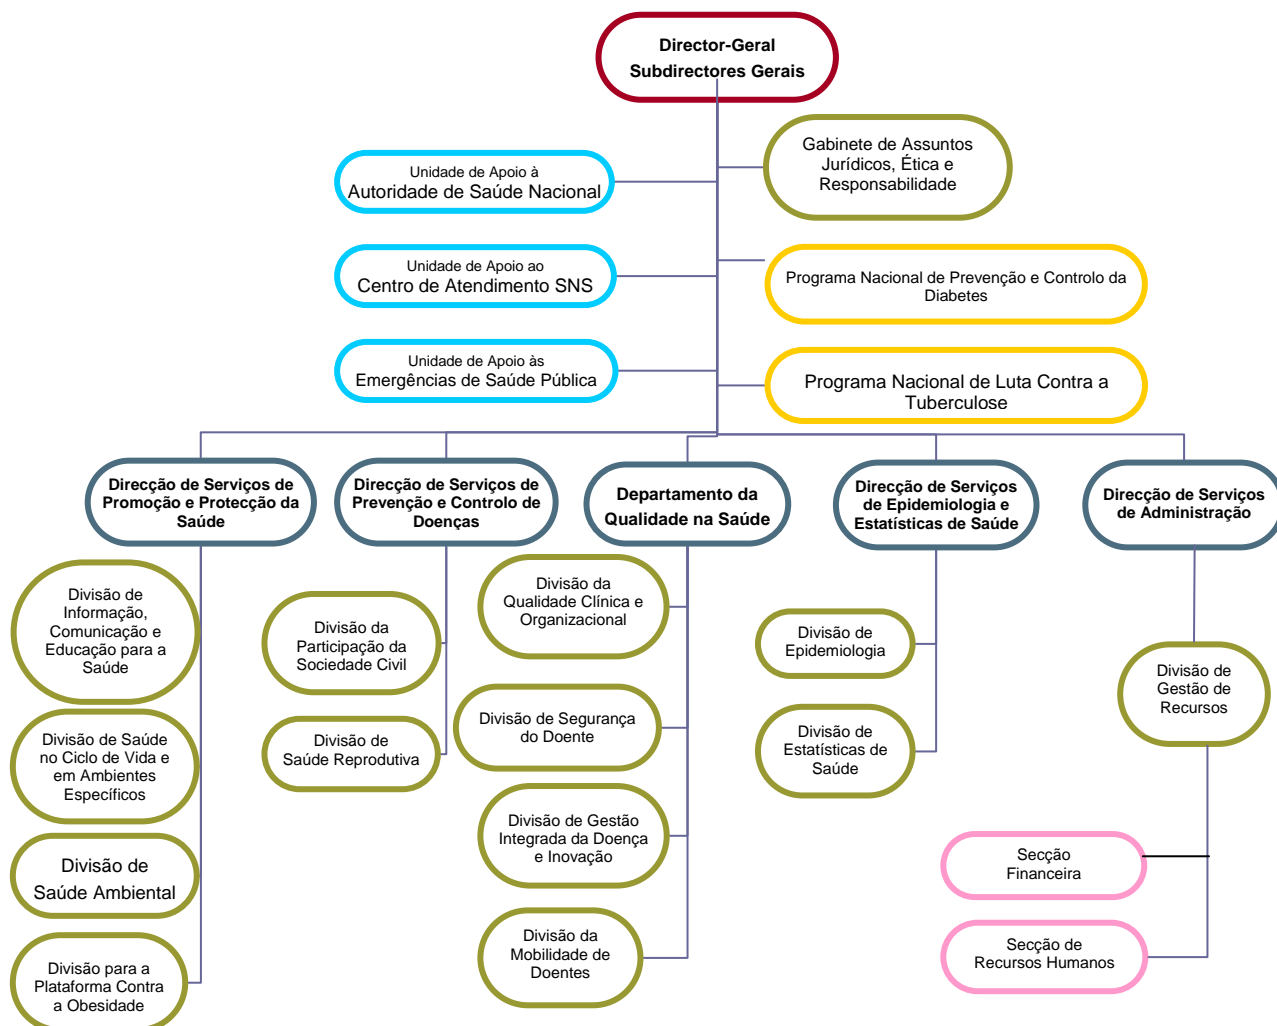 Director-Geral
Subdirectores Gerais
Gabinete de Assuntos
Jurídicos, Ética e
Responsabilidade
Unidade de Apoio à
Autoridade de Saúde Nacional
Unidade de Apoio ao
Centro de Atendimento SNS
Programa Nacional de Prevenção e Controlo da
Diabetes
Unidade de Apoio às
Emergências de Saúde Pública
Programa Nacional de Luta Contra a
Tuberculose
Direcção de Serviços de
Promoção e Protecção da
Saúde
Direcção de Serviços de
Prevenção e Controlo de
Doenças
Departamento da
Qualidade na Saúde
Direcção de Serviços
de Epidemiologia e
Estatísticas de Saúde
Direcção de Serviços
de Administração
Divisão de
Informação,
Comunicação e
Educação para a
Saúde
Divisão de Saúde
no Ciclo de Vida e
em Ambientes
Específicos
Divisão de
Saúde Ambiental
Divisão para a
Plataforma Contra
a Obesidade
Divisão da
Participação da
Sociedade Civil
Divisão de
Saúde Reprodutiva
Divisão da
Qualidade Clínica e
Organizacional
Divisão de Segurança
do Doente
Divisão de Gestão
Integrada da Doença
e Inovação
Divisão da
Mobilidade de
Doentes
Divisão de
Epidemiologia
Divisão de
Estatísticas de
Saúde
Divisão de
Gestão de
Recursos
Secção
Financeira
Secção de
Recursos Humanos